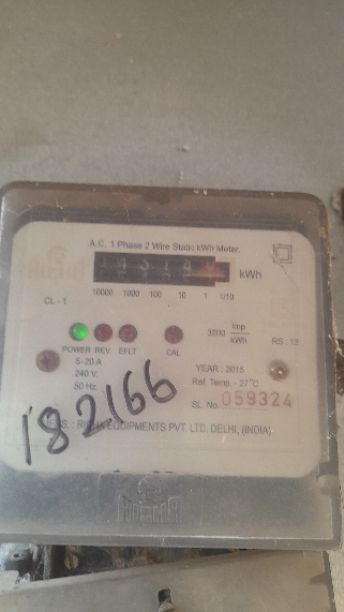 A.C. 1 Phase 2 Wire Static kWh Meter.
kWh
10000 1000 100 10 1 1/10
CL - 1
3200 imp/kWh
RS : 12
POWER REV. EFLT CAL
5-20 A
240 V.
50 Hz.
YEAR : 2015
Ref. Temp. - 27°C
SL. No. 059324
182166
EQUIPMENTS PVT. LTD, DELHI, (INDIA)